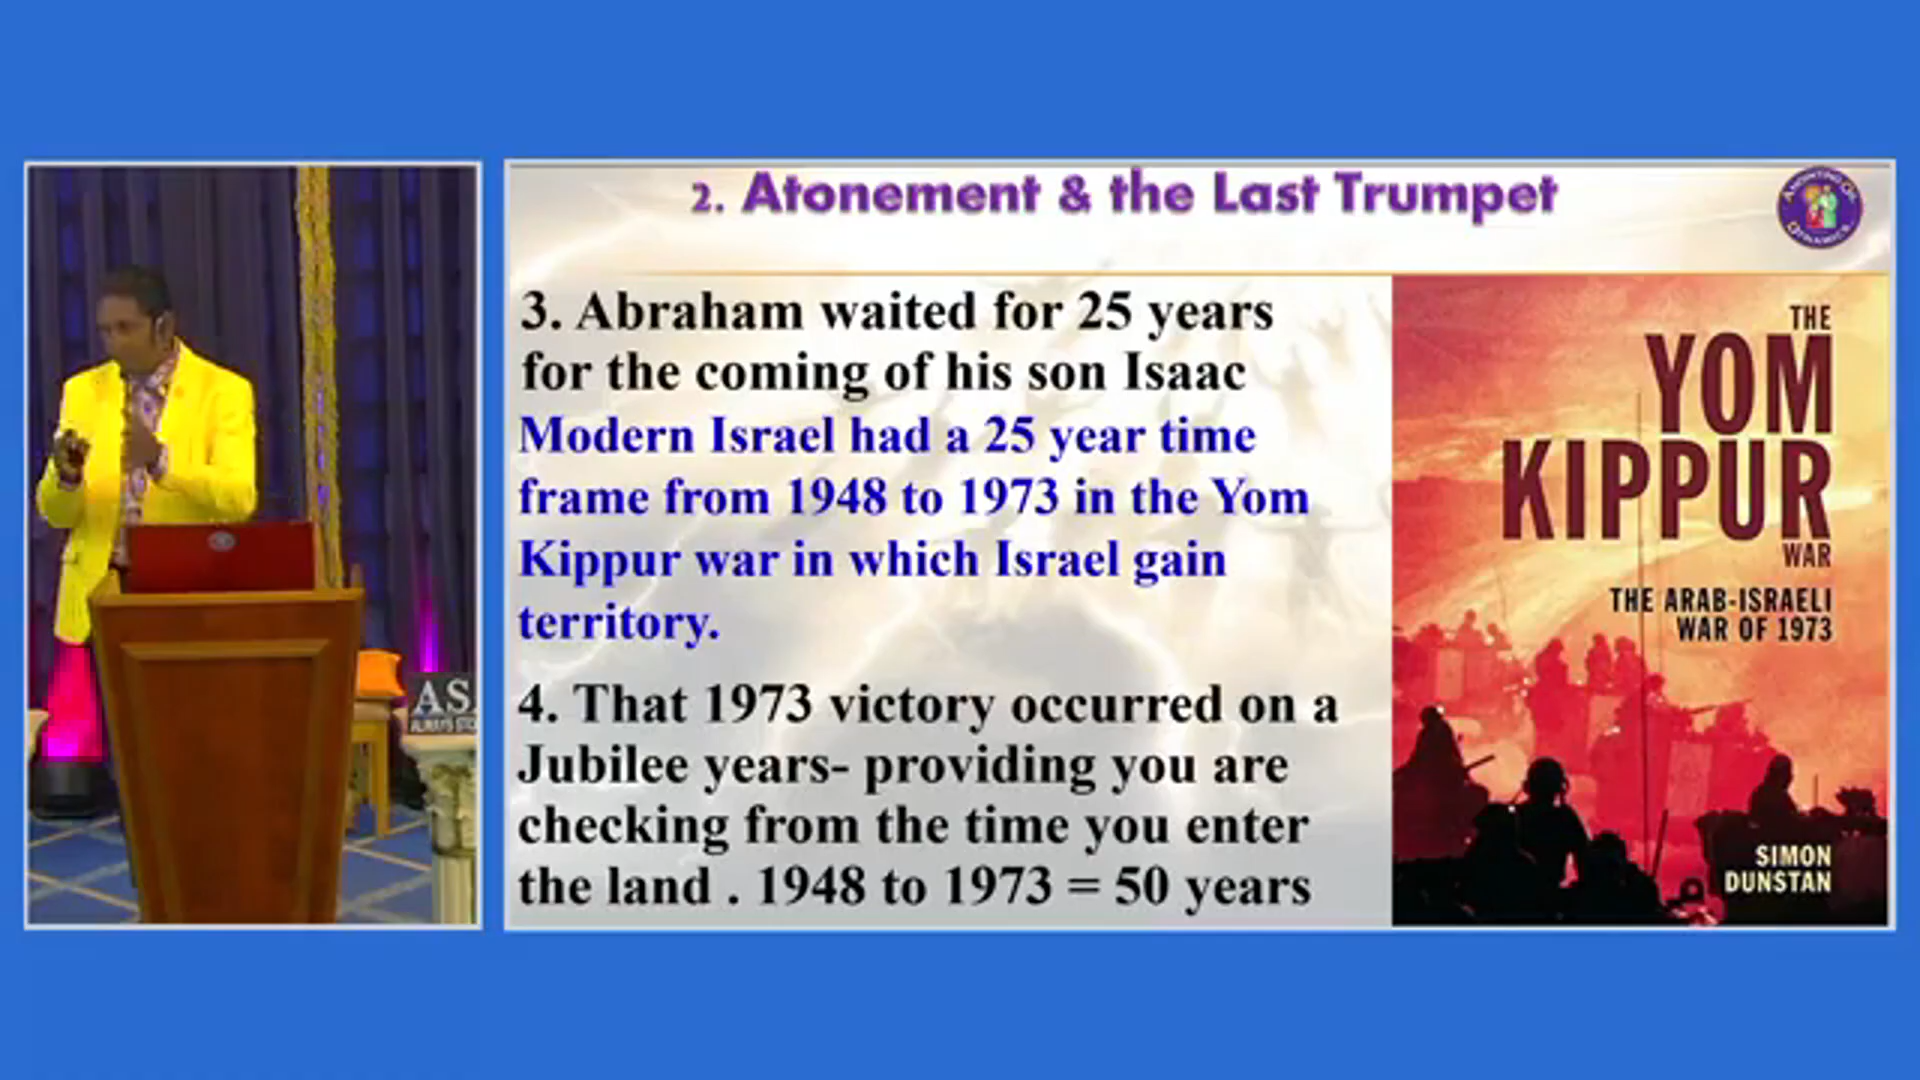 2. Atonement & the Last Trumpet
3. Abraham waited for 25 years
for the coming of his son Isaac
Modern Israel had a 25 year time
frame from 1948 to 1973 in the Yom
Kippur war in which Israel gain
territory.
4. That 1973 victory occurred on a
Jubilee years- providing you are
checking from the time you enter
the land . 1948 to 1973 = 50 years
THE
YOM
KIPPUR
WAR
THE ARAB-ISRAELI
WAR OF 1973
SIMON
DUNSTAN
AS